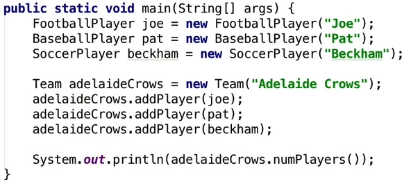 public static void main(String[] args) {
FootballPlayer joe = new FootballPlayer("Joe");
BaseballPlayer pat = new BaseballPlayer("Pat");
SoccerPlayer beckham = new SoccerPlayer("Beckham");
Team adelaideCrows = new Team("Adelaide Crows");
adelaideCrows.addPlayer(joe);
adelaideCrows.addPlayer(pat);
adelaideCrows.addPlayer(beckham);
System.out.println(adelaideCrows.numPlayers());
}